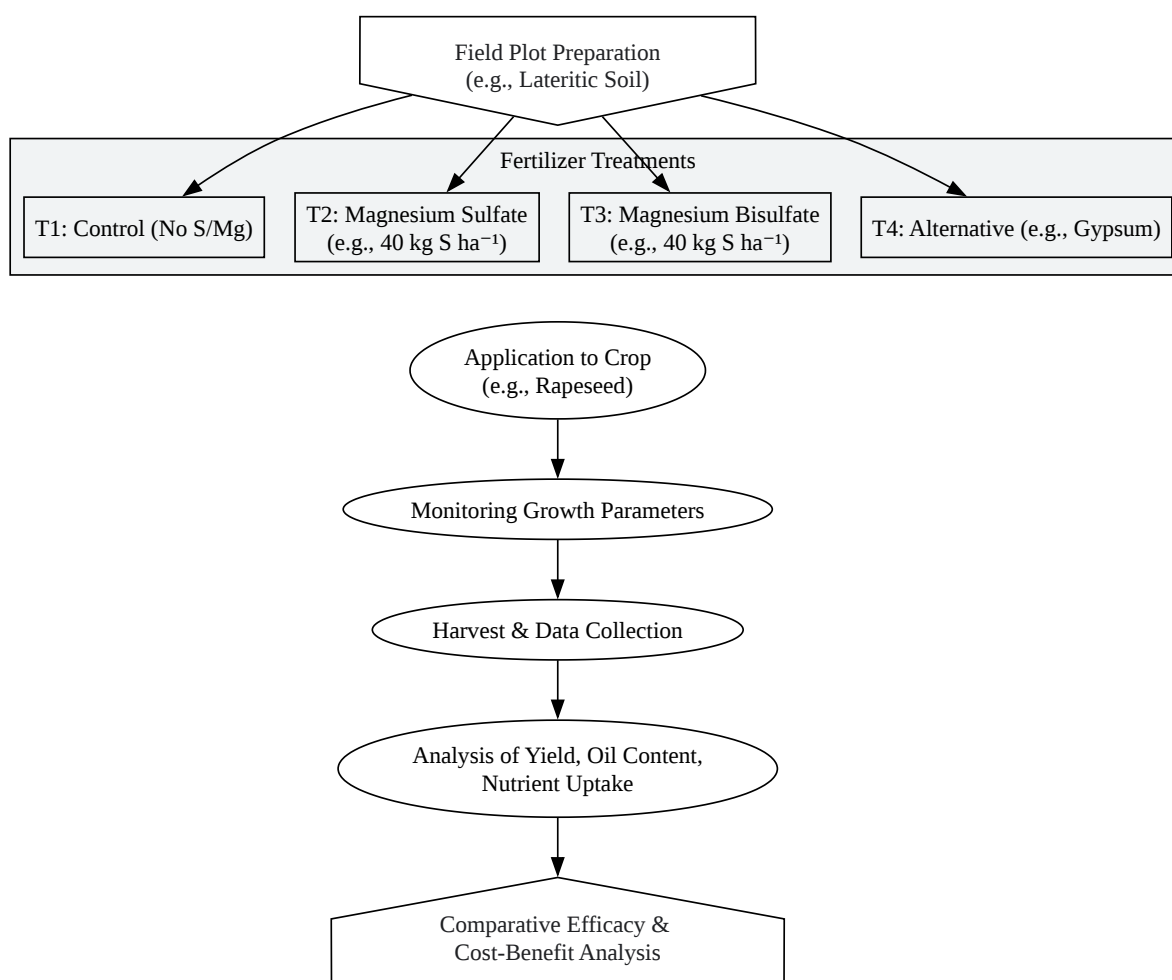 Field Plot Preparation
(e.g., Lateritic Soil)
Fertilizer Treatments
T1: Control (No S/Mg)
T2: Magnesium Sulfate
(e.g., 40 kg S ha⁻¹)
T3: Magnesium Bisulfate
(e.g., 40 kg S ha⁻¹)
T4: Alternative (e.g., Gypsum)
Application to Crop
(e.g., Rapeseed)
Monitoring Growth Parameters
Harvest & Data Collection
Analysis of Yield, Oil Content,
Nutrient Uptake
Comparative Efficacy &
Cost-Benefit Analysis